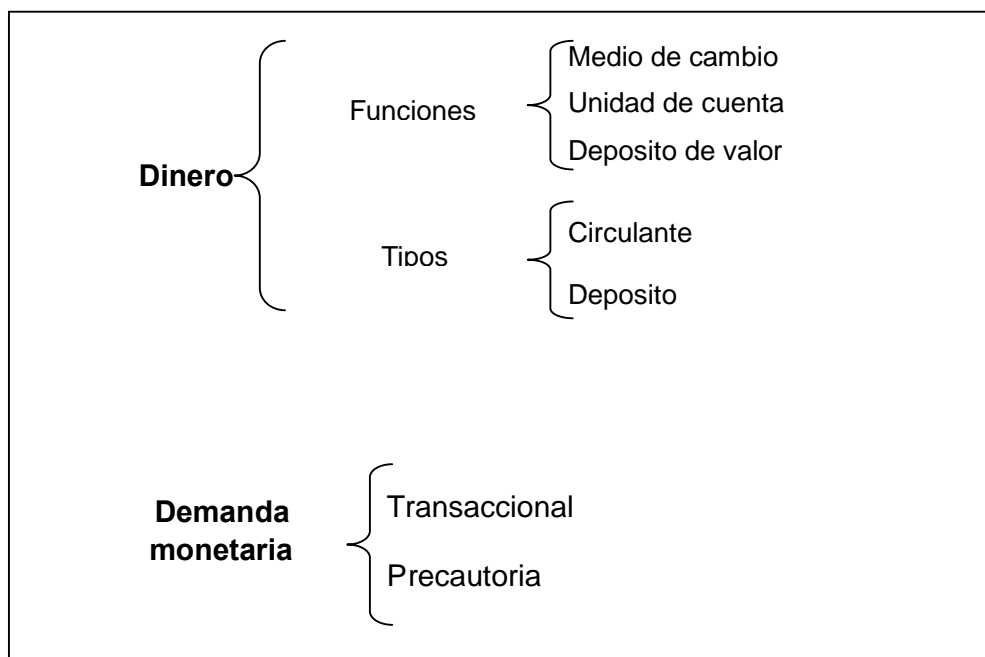 Dinero
Funciones
Medio de cambio
Unidad de cuenta
Deposito de valor
Tipos
Circulante
Deposito
Demanda
monetaria
Transaccional
Precautoria